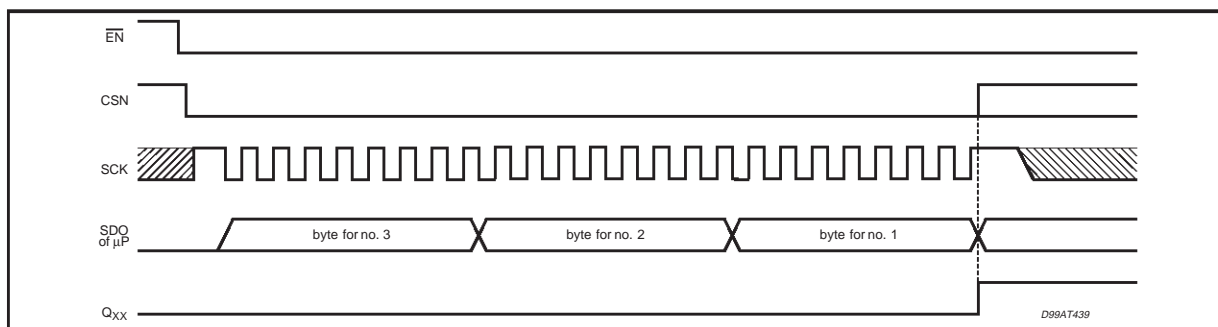 EN
CSN
SCK
SDO
of µP
byte for no. 3
byte for no. 2
byte for no. 1
QXX
D99AT439